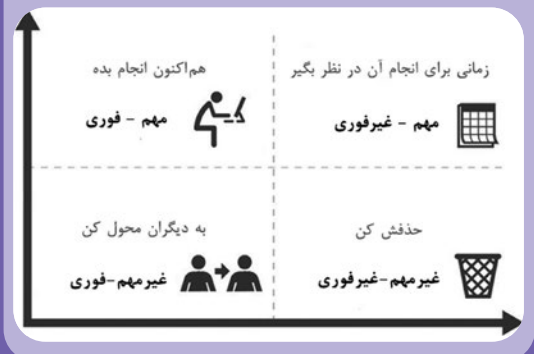 زمانی برای انجام آن در نظر بگیر
مهم - غیرفوری
هم‌اکنون انجام بده
مهم - فوری
حذفش کن
غیرمهم-غیرفوری
به دیگران محول کن
غیرمهم-فوری